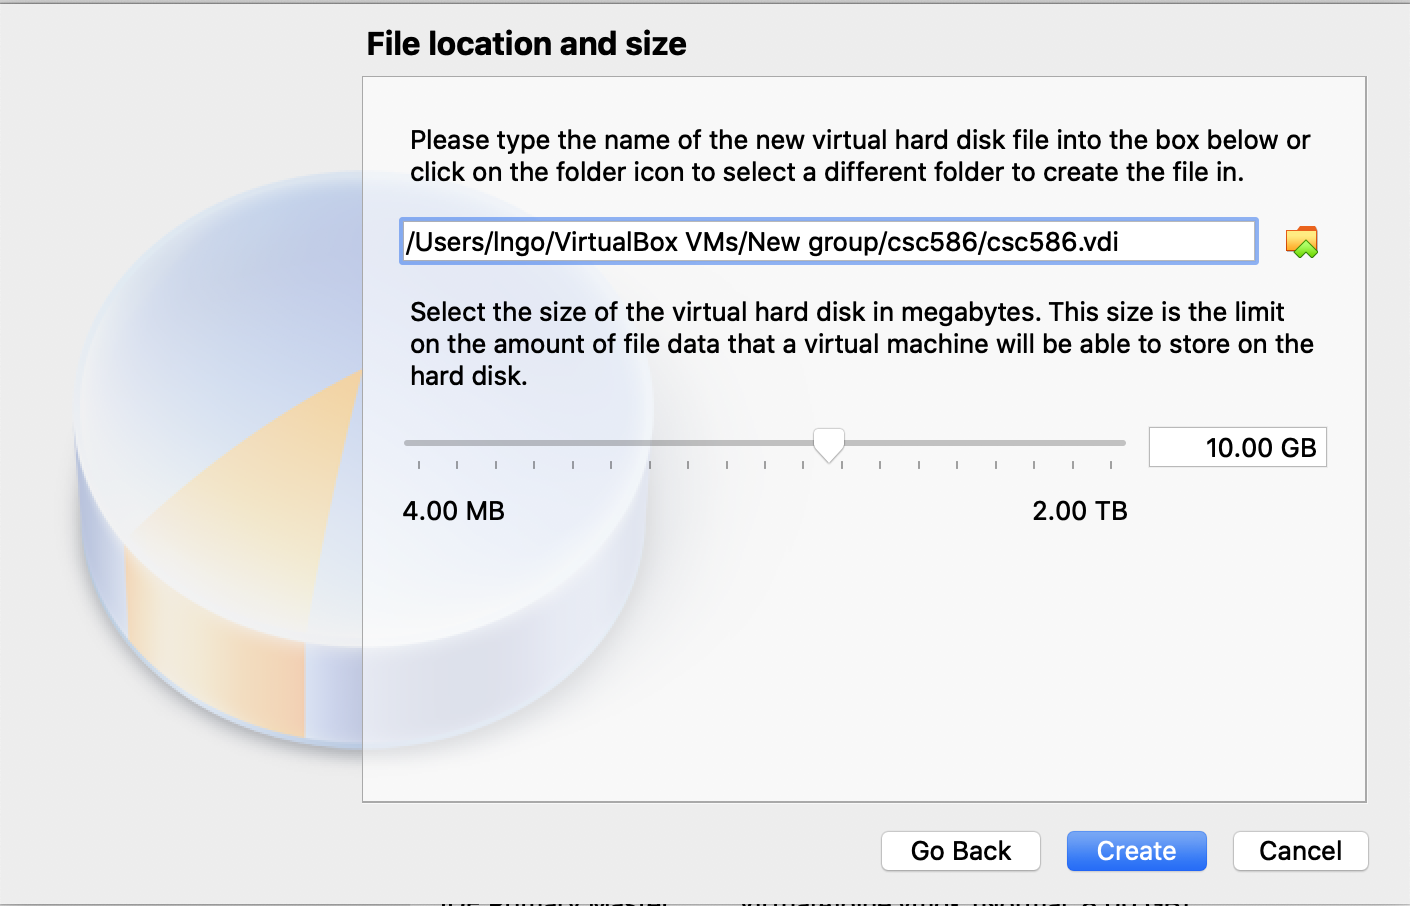 File location and size
Please type the name of the new virtual hard disk file into the box below or
click on the folder icon to select a different folder to create the file in.
/Users/lngo/VirtualBox VMs/New group/csc586/csc586.vdi
Select the size of the virtual hard disk in megabytes. This size is the limit
on the amount of file data that a virtual machine will be able to store on the
hard disk.
10.00 GB
4.00 MB
2.00 TB
Go Back
Create
Cancel